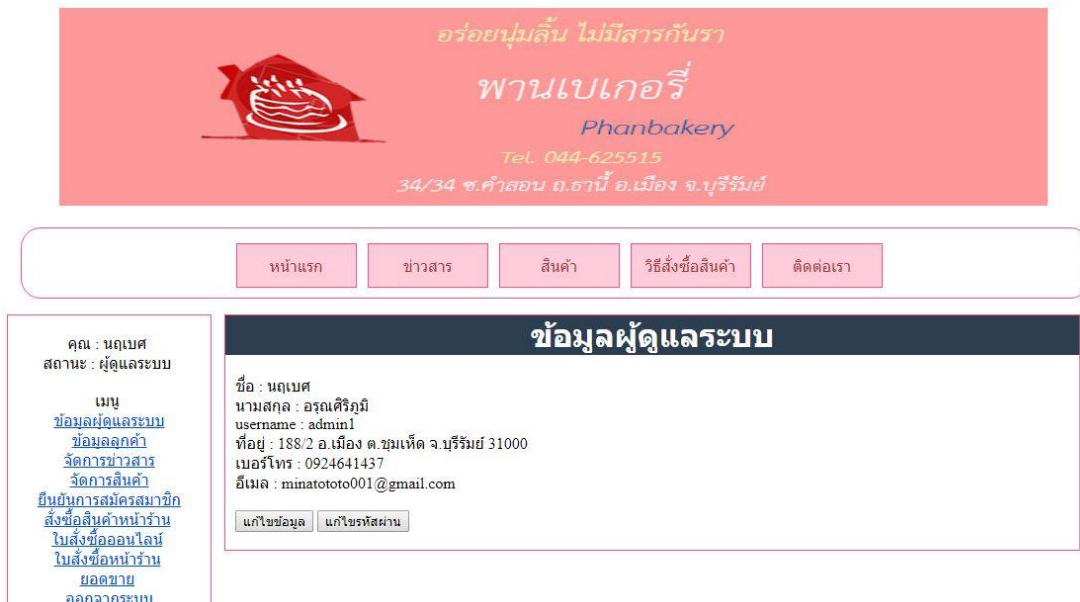 อร่อยนุ่มลิ้น ไม่มีสารกันรา
พานเบเกอรี่
Phanbakery
Tel. 044-625515
34/34 ซ.คำสอน ถ.ธานี อ.เมือง จ.บุรีรัมย์
หน้าแรก
ข่าวสาร
สินค้า
วิธีสั่งซื้อสินค้า
ติดต่อเรา
คุณ : นฤเบศ
สถานะ : ผู้ดูแลระบบ
เมนู
ข้อมูลผู้ดูแลระบบ
ข้อมูลลูกค้า
จัดการข่าวสาร
จัดการสินค้า
ยืนยันการสมัครสมาชิก
สั่งซื้อสินค้าหน้าร้าน
ใบสั่งซื้อออนไลน์
ใบสั่งซื้อหน้าร้าน
ยอดขาย
ออกจากระบบ
ข้อมูลผู้ดูแลระบบ
ชื่อ : นฤเบศ
นามสกุล : อรุณศิริภูมิ
username : admin1
ที่อยู่ : 188/2 อ.เมือง ต.ชุมเห็ด จ.บุรีรัมย์ 31000
เบอร์โทร : 0924641437
อีเมล : minatototo001@gmail.com
แก้ไขข้อมูล
แก้ไขรหัสผ่าน